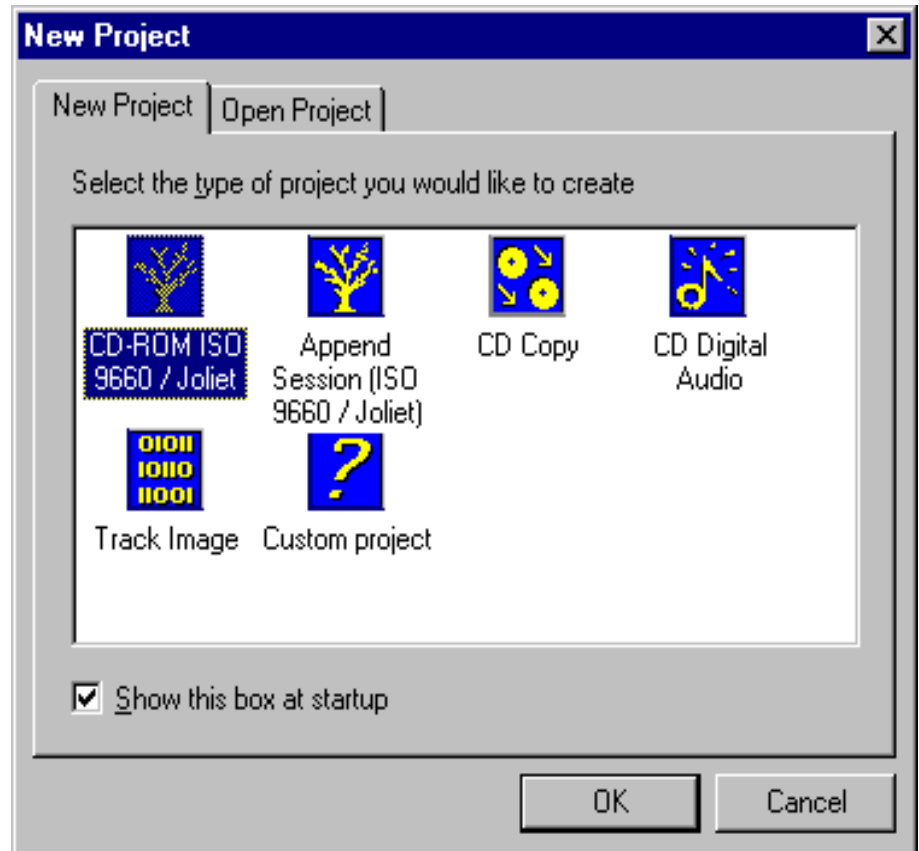 New Project
New Project
Open Project
Select the type of project you would like to create
CD-ROM ISO
9660 / Joliet
Append
Session (ISO
9660 / Joliet)
CD Copy
CD Digital
Audio
01011
10110
11001
Track Image
?
Custom project
Show this box at startup
OK
Cancel